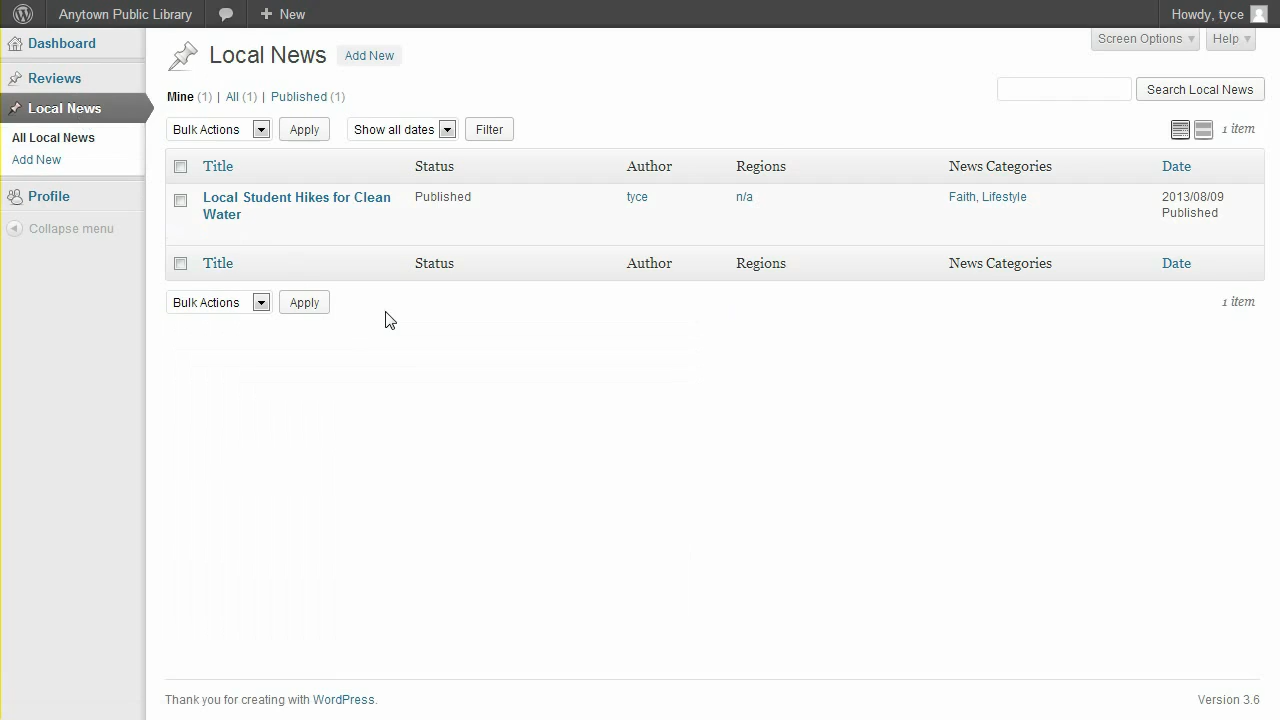 Anytown Public Library + New Howdy, tyce
Dashboard
Reviews
Local News
All Local News
Add New
Profile
Collapse menu
Local News Add New
Screen Options Help
Mine (1) | All (1) | Published (1)
Search Local News
Bulk Actions Apply Show all dates Filter 1 item
Title Status Author Regions News Categories Date
Local Student Hikes for Clean Published tyce n/a Faith, Lifestyle 2013/08/09
Water Published
Title Status Author Regions News Categories Date
Bulk Actions Apply 1 item
Thank you for creating with WordPress. Version 3.6